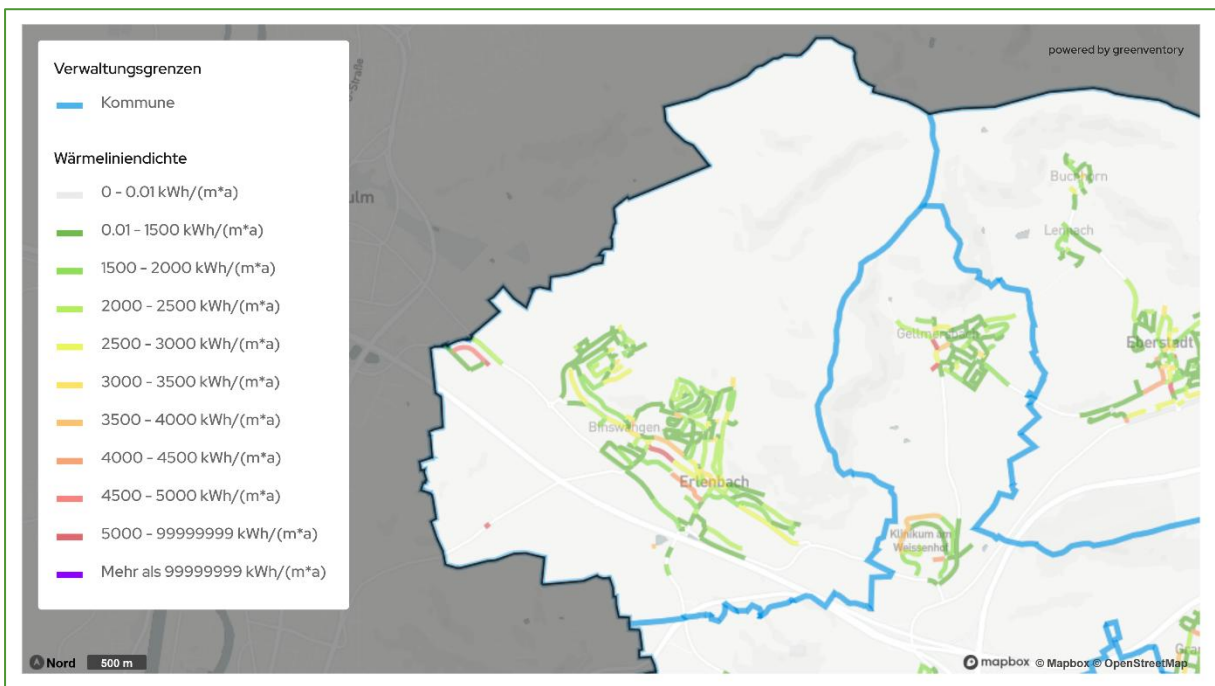 Verwaltungsgrenzen
Kommune
Wärmeliniendichte
0 - 0.01 kWh/(m*a)
0.01 - 1500 kWh/(m*a)
1500 - 2000 kWh/(m*a)
2000 - 2500 kWh/(m*a)
2500 - 3000 kWh/(m*a)
3000 - 3500 kWh/(m*a)
3500 - 4000 kWh/(m*a)
4000 - 4500 kWh/(m*a)
4500 - 5000 kWh/(m*a)
5000 - 99999999 kWh/(m*a)
Mehr als 99999999 kWh/(m*a)
powered by greenventory
ulm
Buchhorn
Lennach
Gellmersbach
Eberstadt
Binswangen
Erlenbach
Klinikum am
Weissenhof
Nord 500 m
mapbox © Mapbox © OpenStreetMap